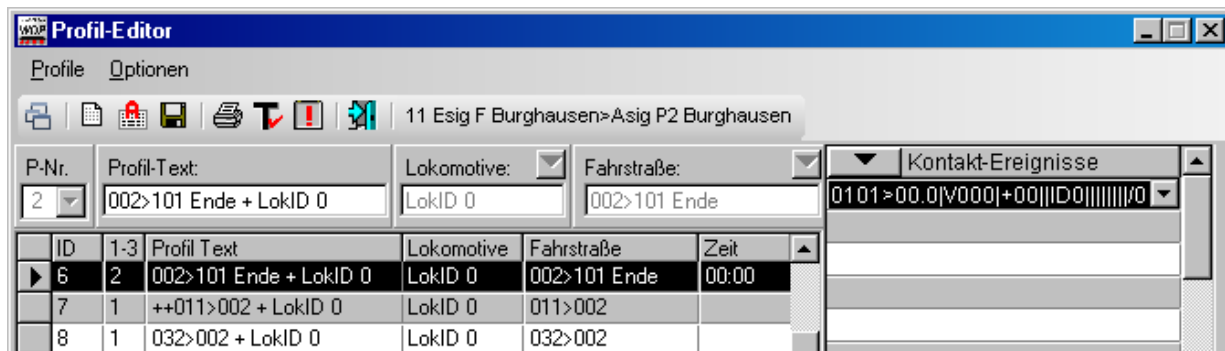 WDP Profil-Editor
Profile Optionen
11 Esig F Burghausen>Asig P2 Burghausen
P-Nr. Profil-Text: Lokomotive: Fahrstraße: Kontakt-Ereignisse
2 002>101 Ende + LokID 0 LokID 0 002>101 Ende 0101>00.0|V000|+00|||ID0||||||||/0
ID 1-3 Profil Text Lokomotive Fahrstraße Zeit
6 2 002>101 Ende + LokID 0 LokID 0 002>101 Ende 00:00
7 1 ++011>002 + LokID 0 LokID 0 011>002
8 1 032>002 + LokID 0 LokID 0 032>002